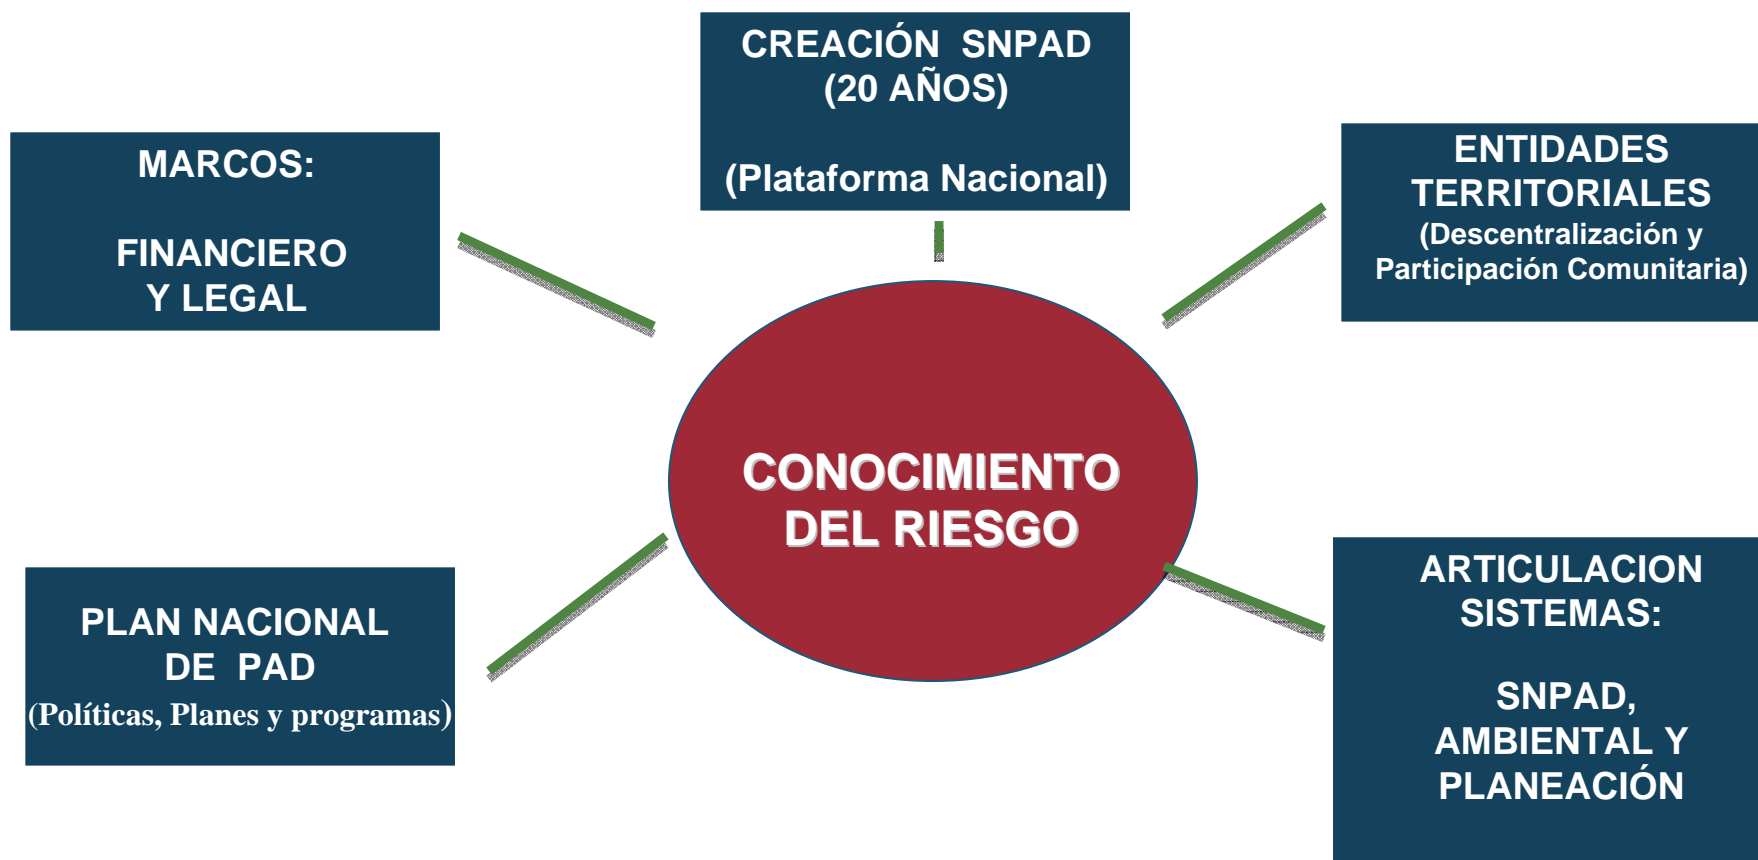 CREACIÓN SNPAD
(20 AÑOS)
(Plataforma Nacional)
MARCOS:
FINANCIERO
Y LEGAL
ENTIDADES
TERRITORIALES
(Descentralización y
Participación Comunitaria)
CONOCIMIENTO
DEL RIESGO
PLAN NACIONAL
DE PAD
(Políticas, Planes y programas)
ARTICULACION
SISTEMAS:
SNPAD,
AMBIENTAL Y
PLANEACIÓN